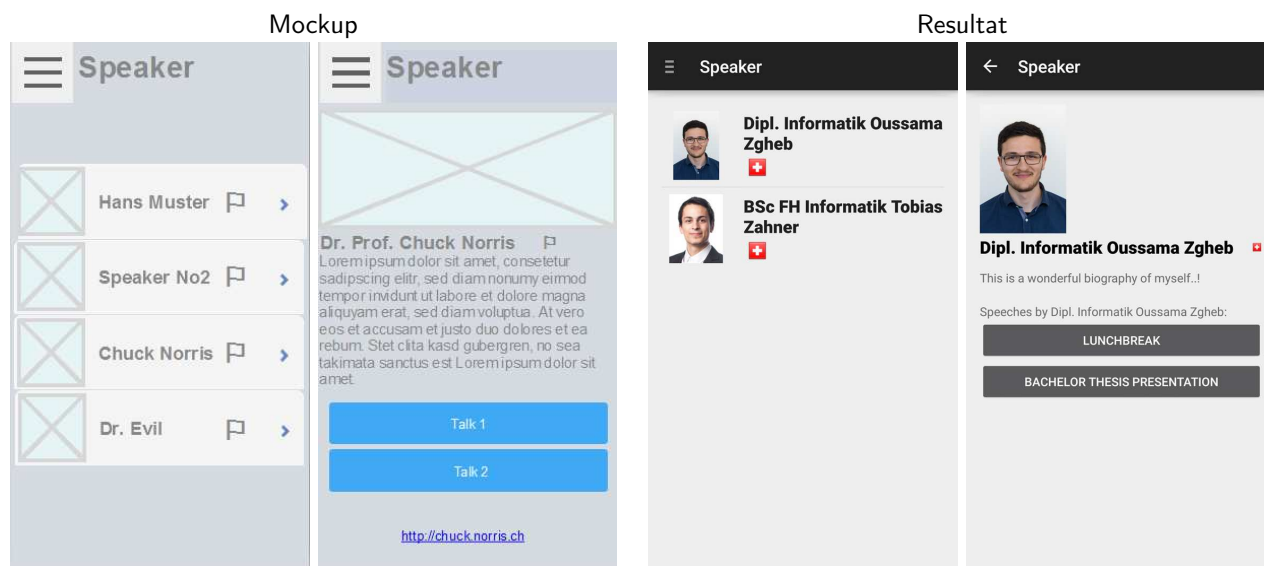 Mockup
Resultat
Speaker
Hans Muster
Speaker No2
Chuck Norris
Dr. Evil
Speaker
Dr. Prof. Chuck Norris
Lorem ipsum dolor sit amet, consetetur
sadipscing elitr, sed diam nonumy eirmod
tempor invidunt ut labore et dolore magna
aliquyam erat, sed diam voluptua. At vero
eos et accusam et justo duo dolores et ea
rebum. Stet clita kasd gubergren, no sea
takimata sanctus est Lorem ipsum dolor sit
amet.
Talk 1
Talk 2
http://chuck.norris.ch
Speaker
Dipl. Informatik Oussama
Zgheb
BSc FH Informatik Tobias
Zahner
Speaker
Dipl. Informatik Oussama Zgheb
This is a wonderful biography of myself..!
Speeches by Dipl. Informatik Oussama Zgheb:
LUNCHBREAK
BACHELOR THESIS PRESENTATION